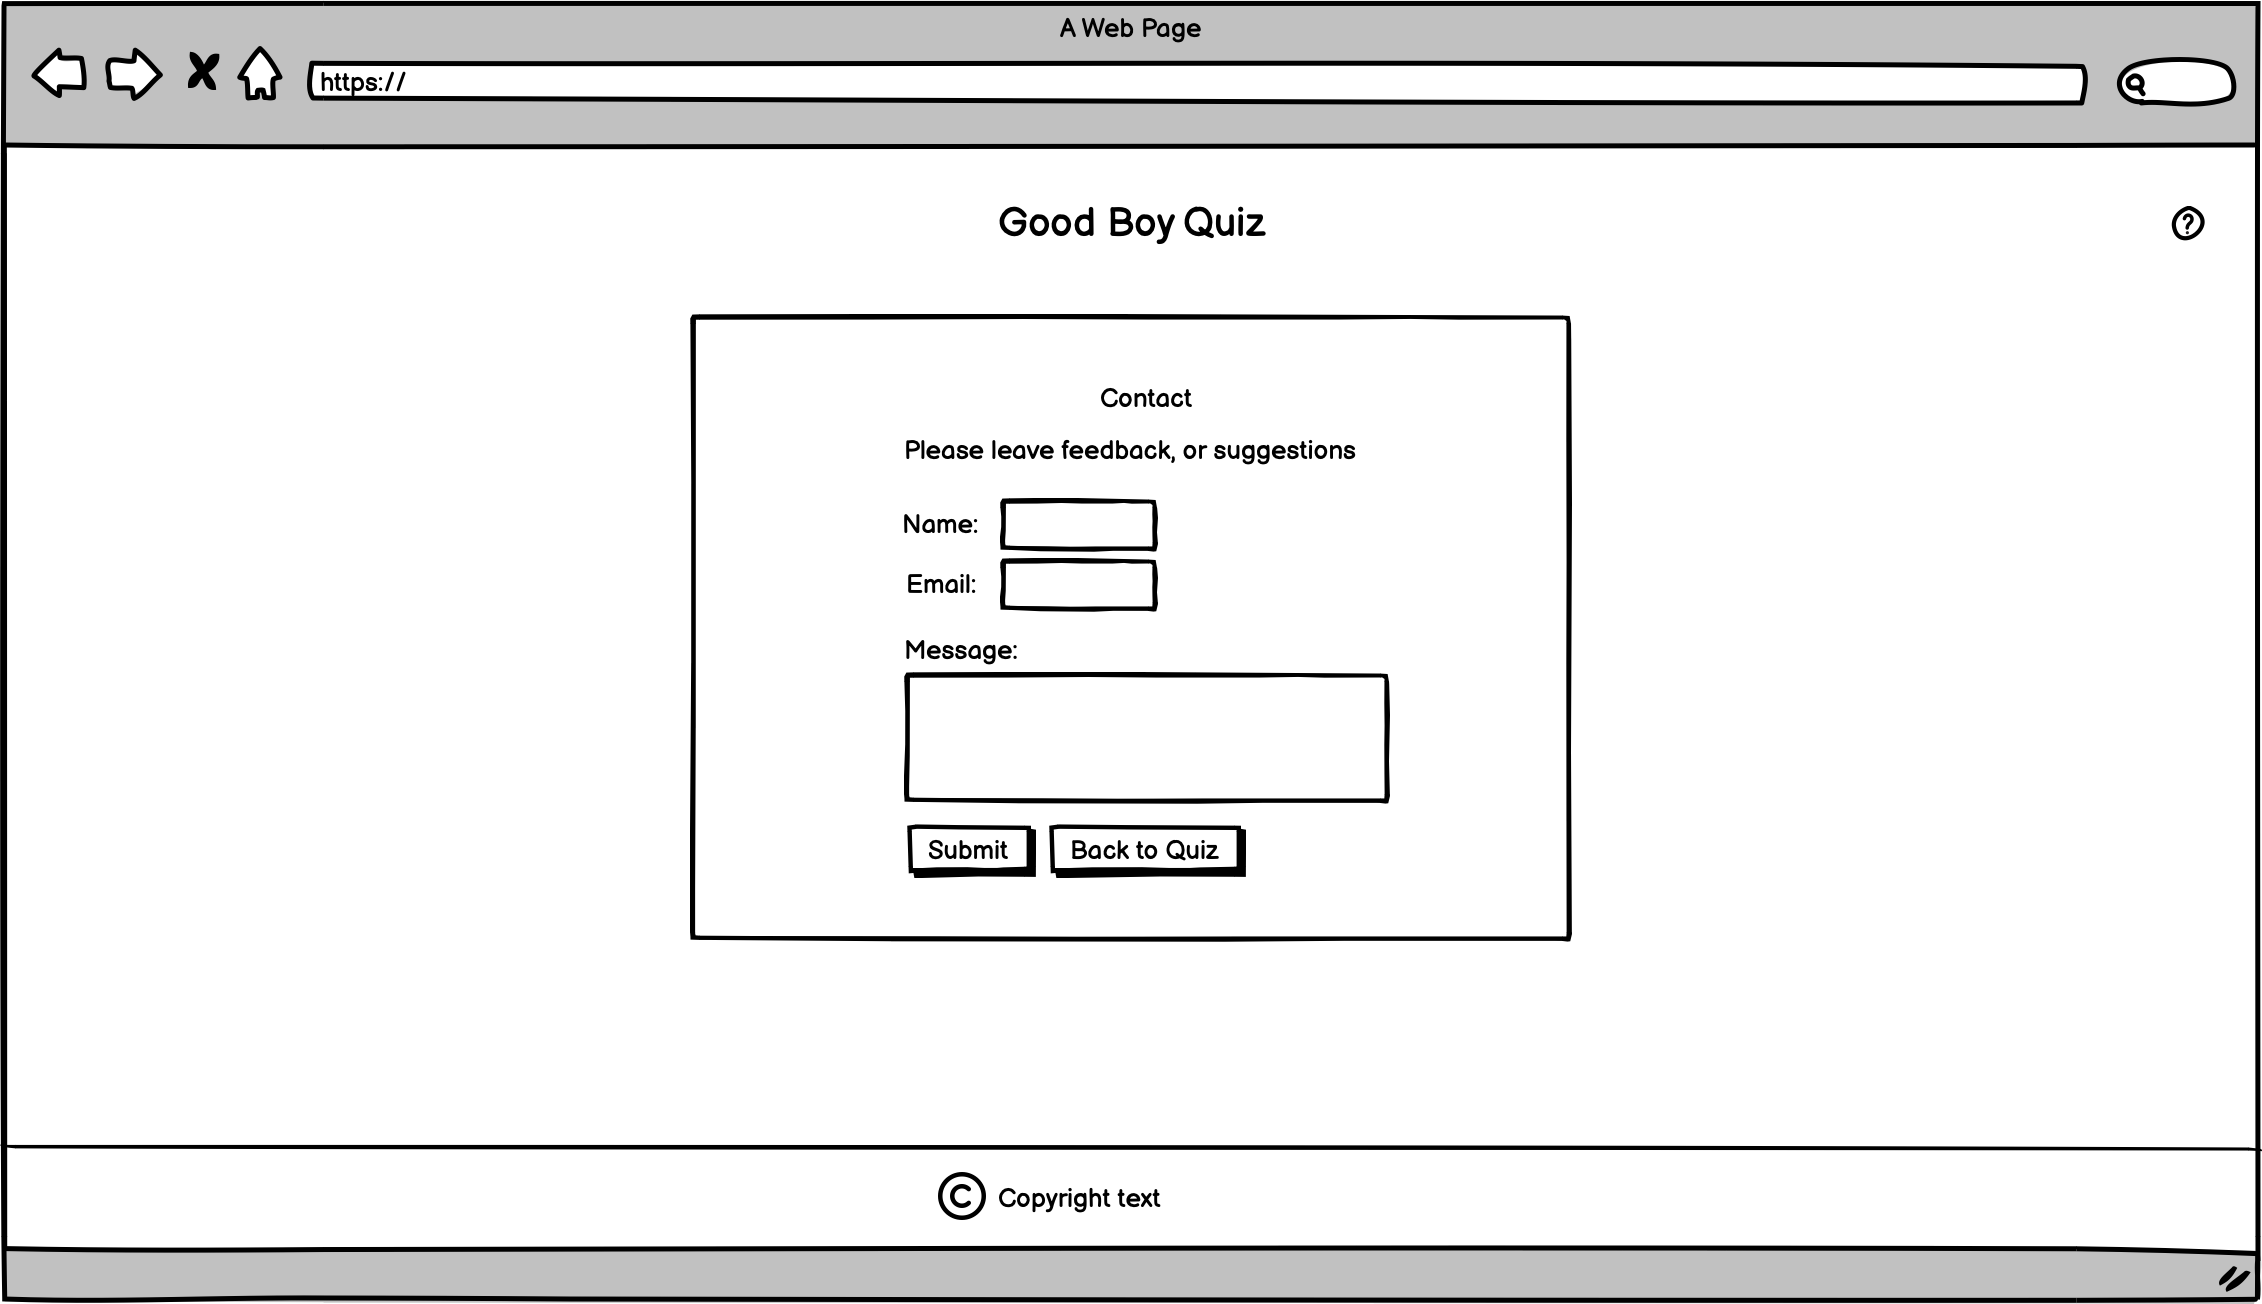 A Web Page
https://
Good Boy Quiz
?
Contact
Please leave feedback, or suggestions
Name:
Email:
Message:
Submit
Back to Quiz
© Copyright text